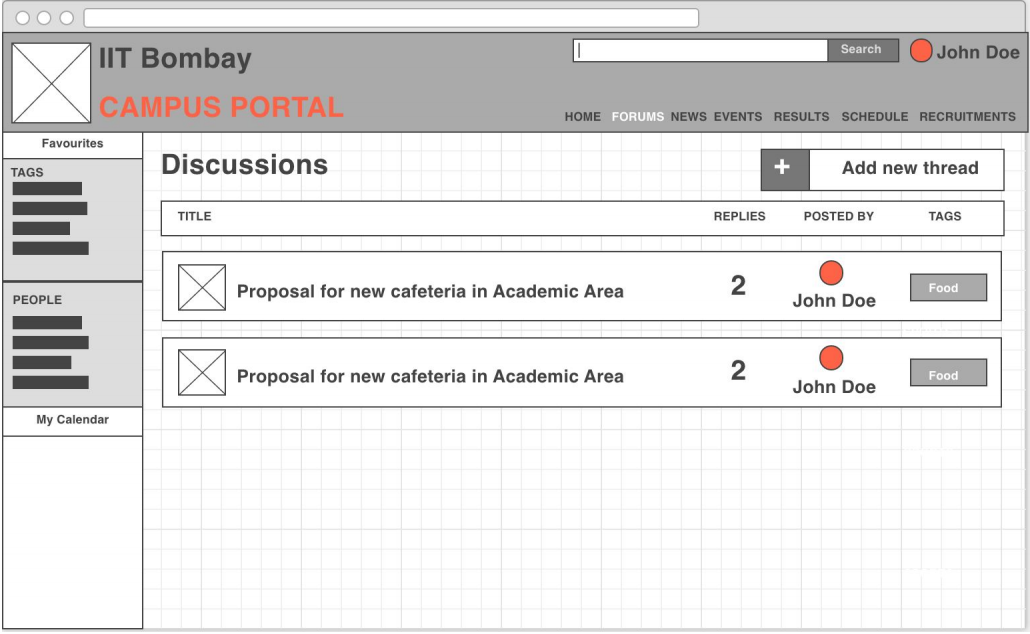 IIT Bombay
Search
John Doe
CAMPUS PORTAL
HOME FORUMS NEWS EVENTS RESULTS SCHEDULE RECRUITMENTS
Favourites
TAGS
PEOPLE
My Calendar
Discussions
+ Add new thread
TITLE REPLIES POSTED BY TAGS
Proposal for new cafeteria in Academic Area 2 John Doe Food
Proposal for new cafeteria in Academic Area 2 John Doe Food